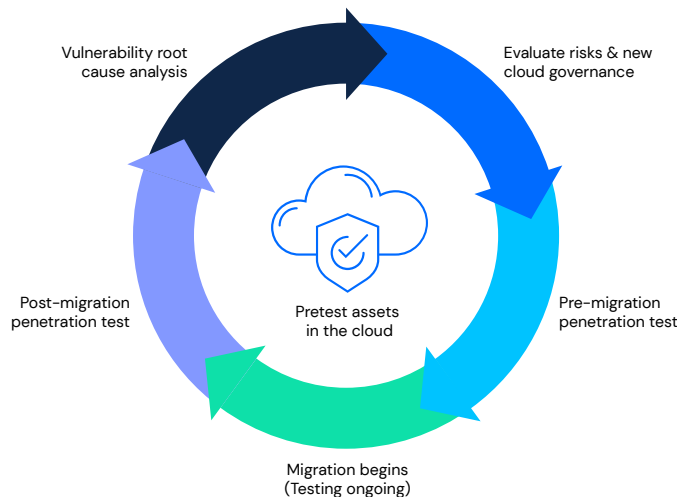 Vulnerability root
cause analysis
Evaluate risks & new
cloud governance
Post-migration
penetration test
Pretest assets
in the cloud
Pre-migration
penetration test
Migration begins
(Testing ongoing)